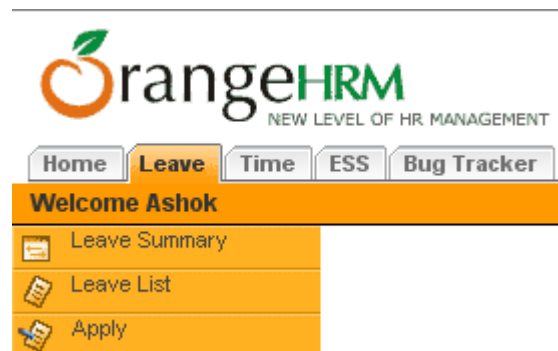 OrangeHRM
NEW LEVEL OF HR MANAGEMENT
Home Leave Time ESS Bug Tracker
Welcome Ashok
Leave Summary
Leave List
Apply